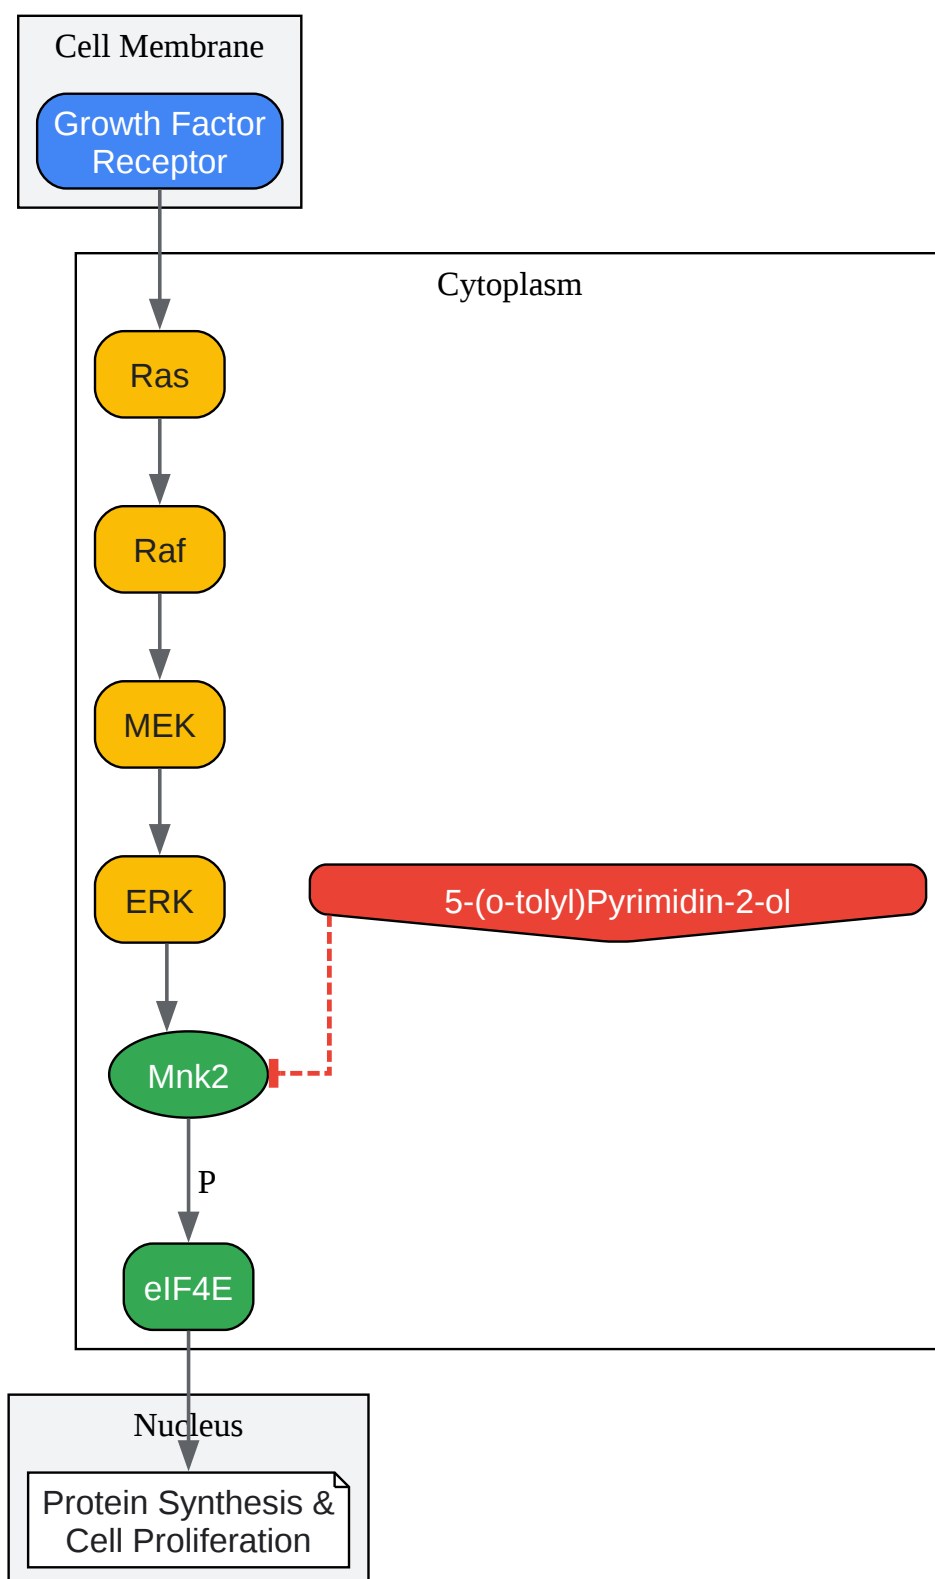 Cell Membrane
Growth Factor
Receptor
Cytoplasm
Ras
Raf
MEK
ERK
5-(o-tolyl)Pyrimidin-2-ol
Mnk2
P
eIF4E
Nucleus
Protein Synthesis &
Cell Proliferation